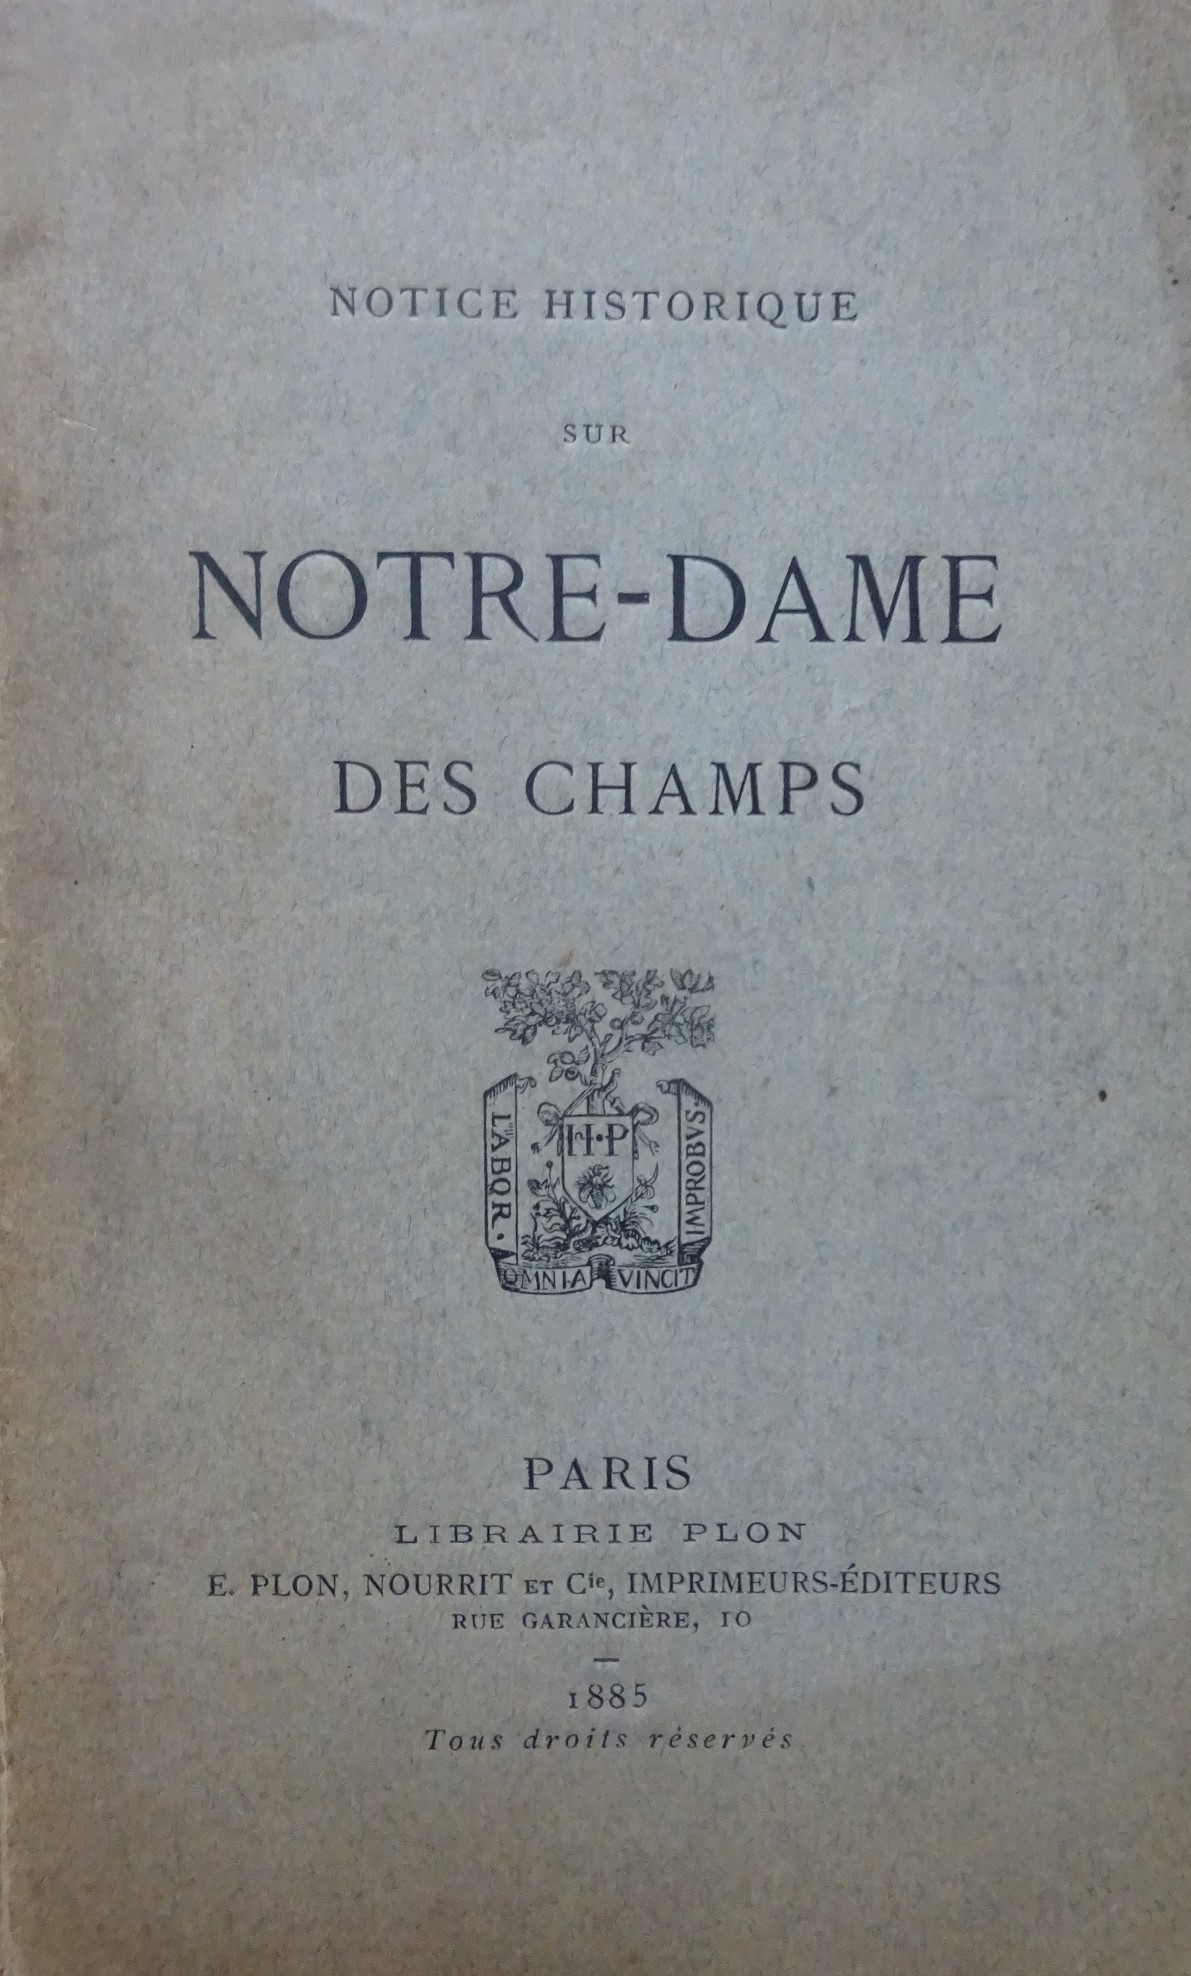 NOTICE HISTORIQUE
SUR
NOTRE-DAME
DES CHAMPS
LABOR.
H·P
IMPROBVS.
OMNIA VINCIT
PARIS
LIBRAIRIE PLON
E. PLON, NOURRIT ET Cie, IMPRIMEURS-ÉDITEURS
RUE GARANCIÈRE, 10
1885
Tous droits réservés